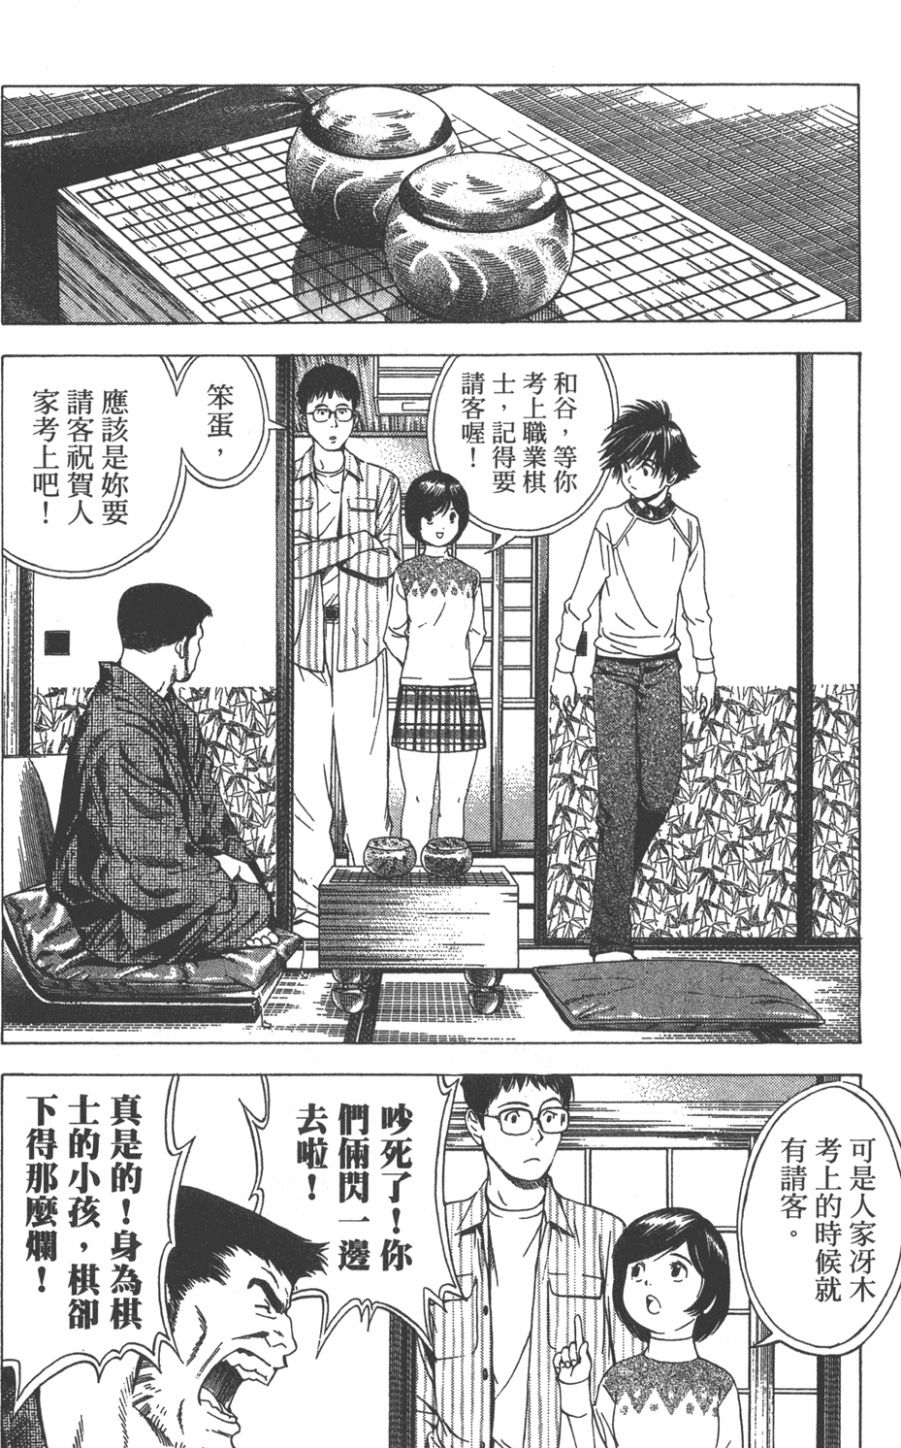 和谷，等你
考上職業棋
士，記得要
請客喔！
笨蛋，
應該是妳要
請客祝賀人
家考上吧！
可是人家冴木
考上的時候就
有請客。
吵死了！你
們倆閃一邊
去啦！
真是的！身為棋
士的小孩，棋卻
下得那麼爛！